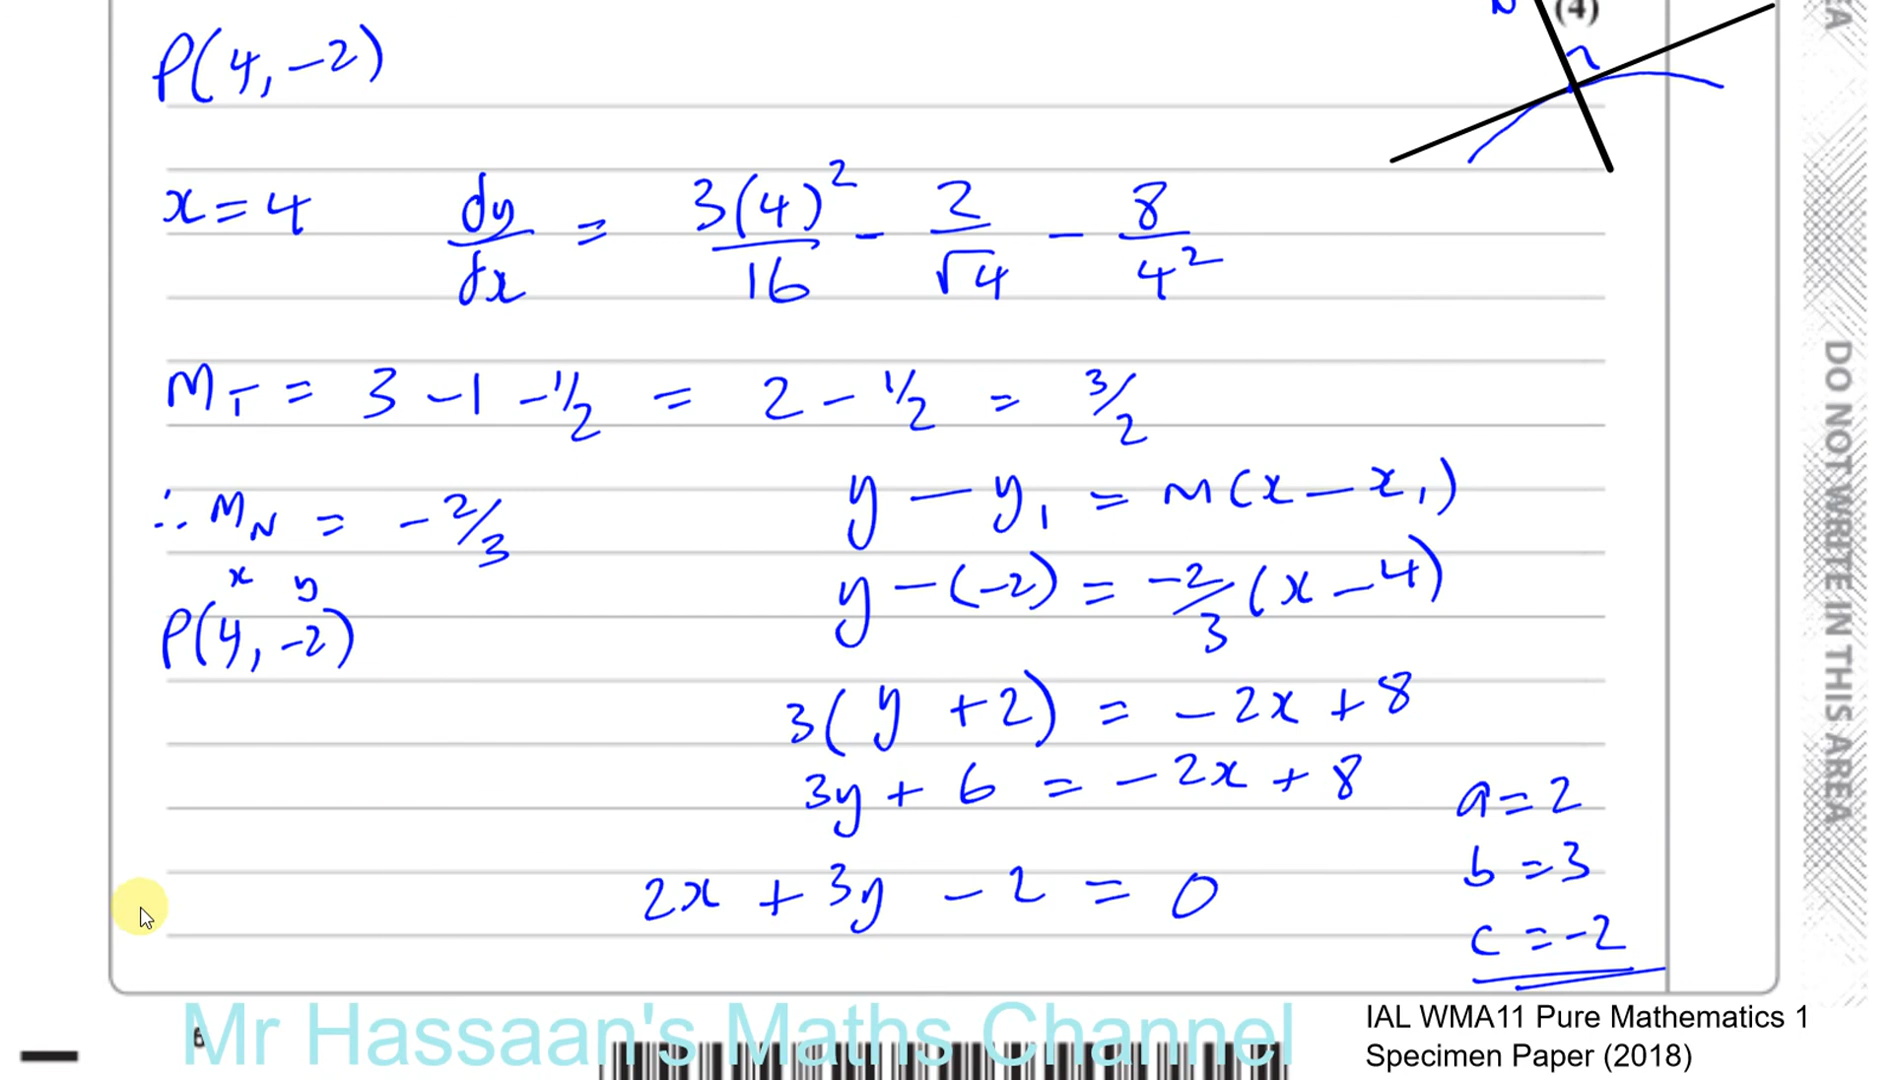 N (4)
P(4, -2)
x = 4 dy/dx = 3(4)²/16 - 2/√4 - 8/4²
M_T = 3 - 1 - 1/2 = 2 - 1/2 = 3/2
∴ M_N = -2/3
y - y₁ = m(x - x₁)
x y
P(4, -2)
y - (-2) = -2/3 (x - 4)
3(y + 2) = -2x + 8
3y + 6 = -2x + 8
2x + 3y - 2 = 0
a = 2
b = 3
c = -2
DO NOT WRITE IN THIS AREA
EA
6
Mr Hassaan's Maths Channel
IAL WMA11 Pure Mathematics 1
Specimen Paper (2018)